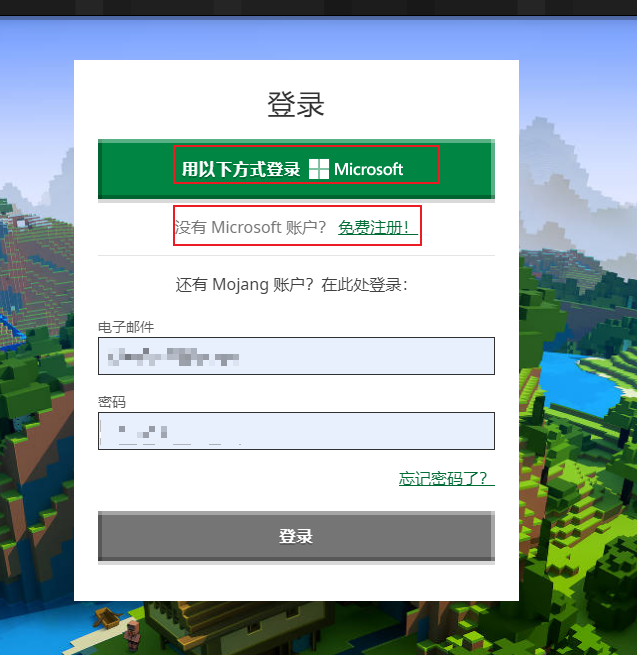 登录
用以下方式登录 Microsoft
没有 Microsoft 账户? 免费注册!
还有 Mojang 账户? 在此处登录:
电子邮件
密码
忘记密码了?
登录